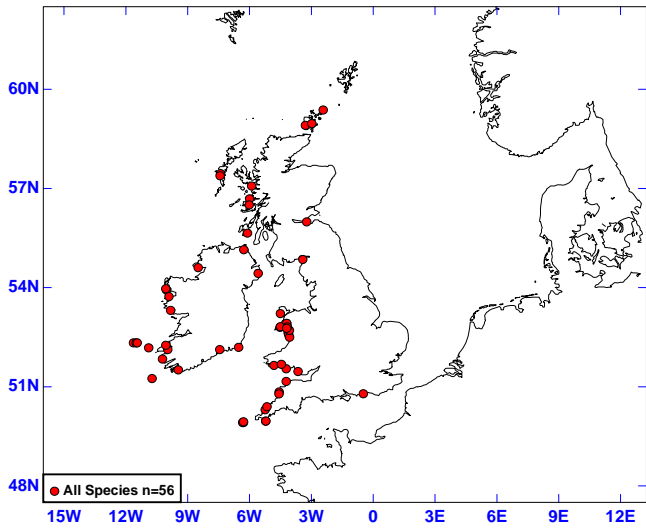 60N
57N
54N
51N
48N
All Species n=56
15W 12W 9W 6W 3W 0 3E 6E 9E 12E